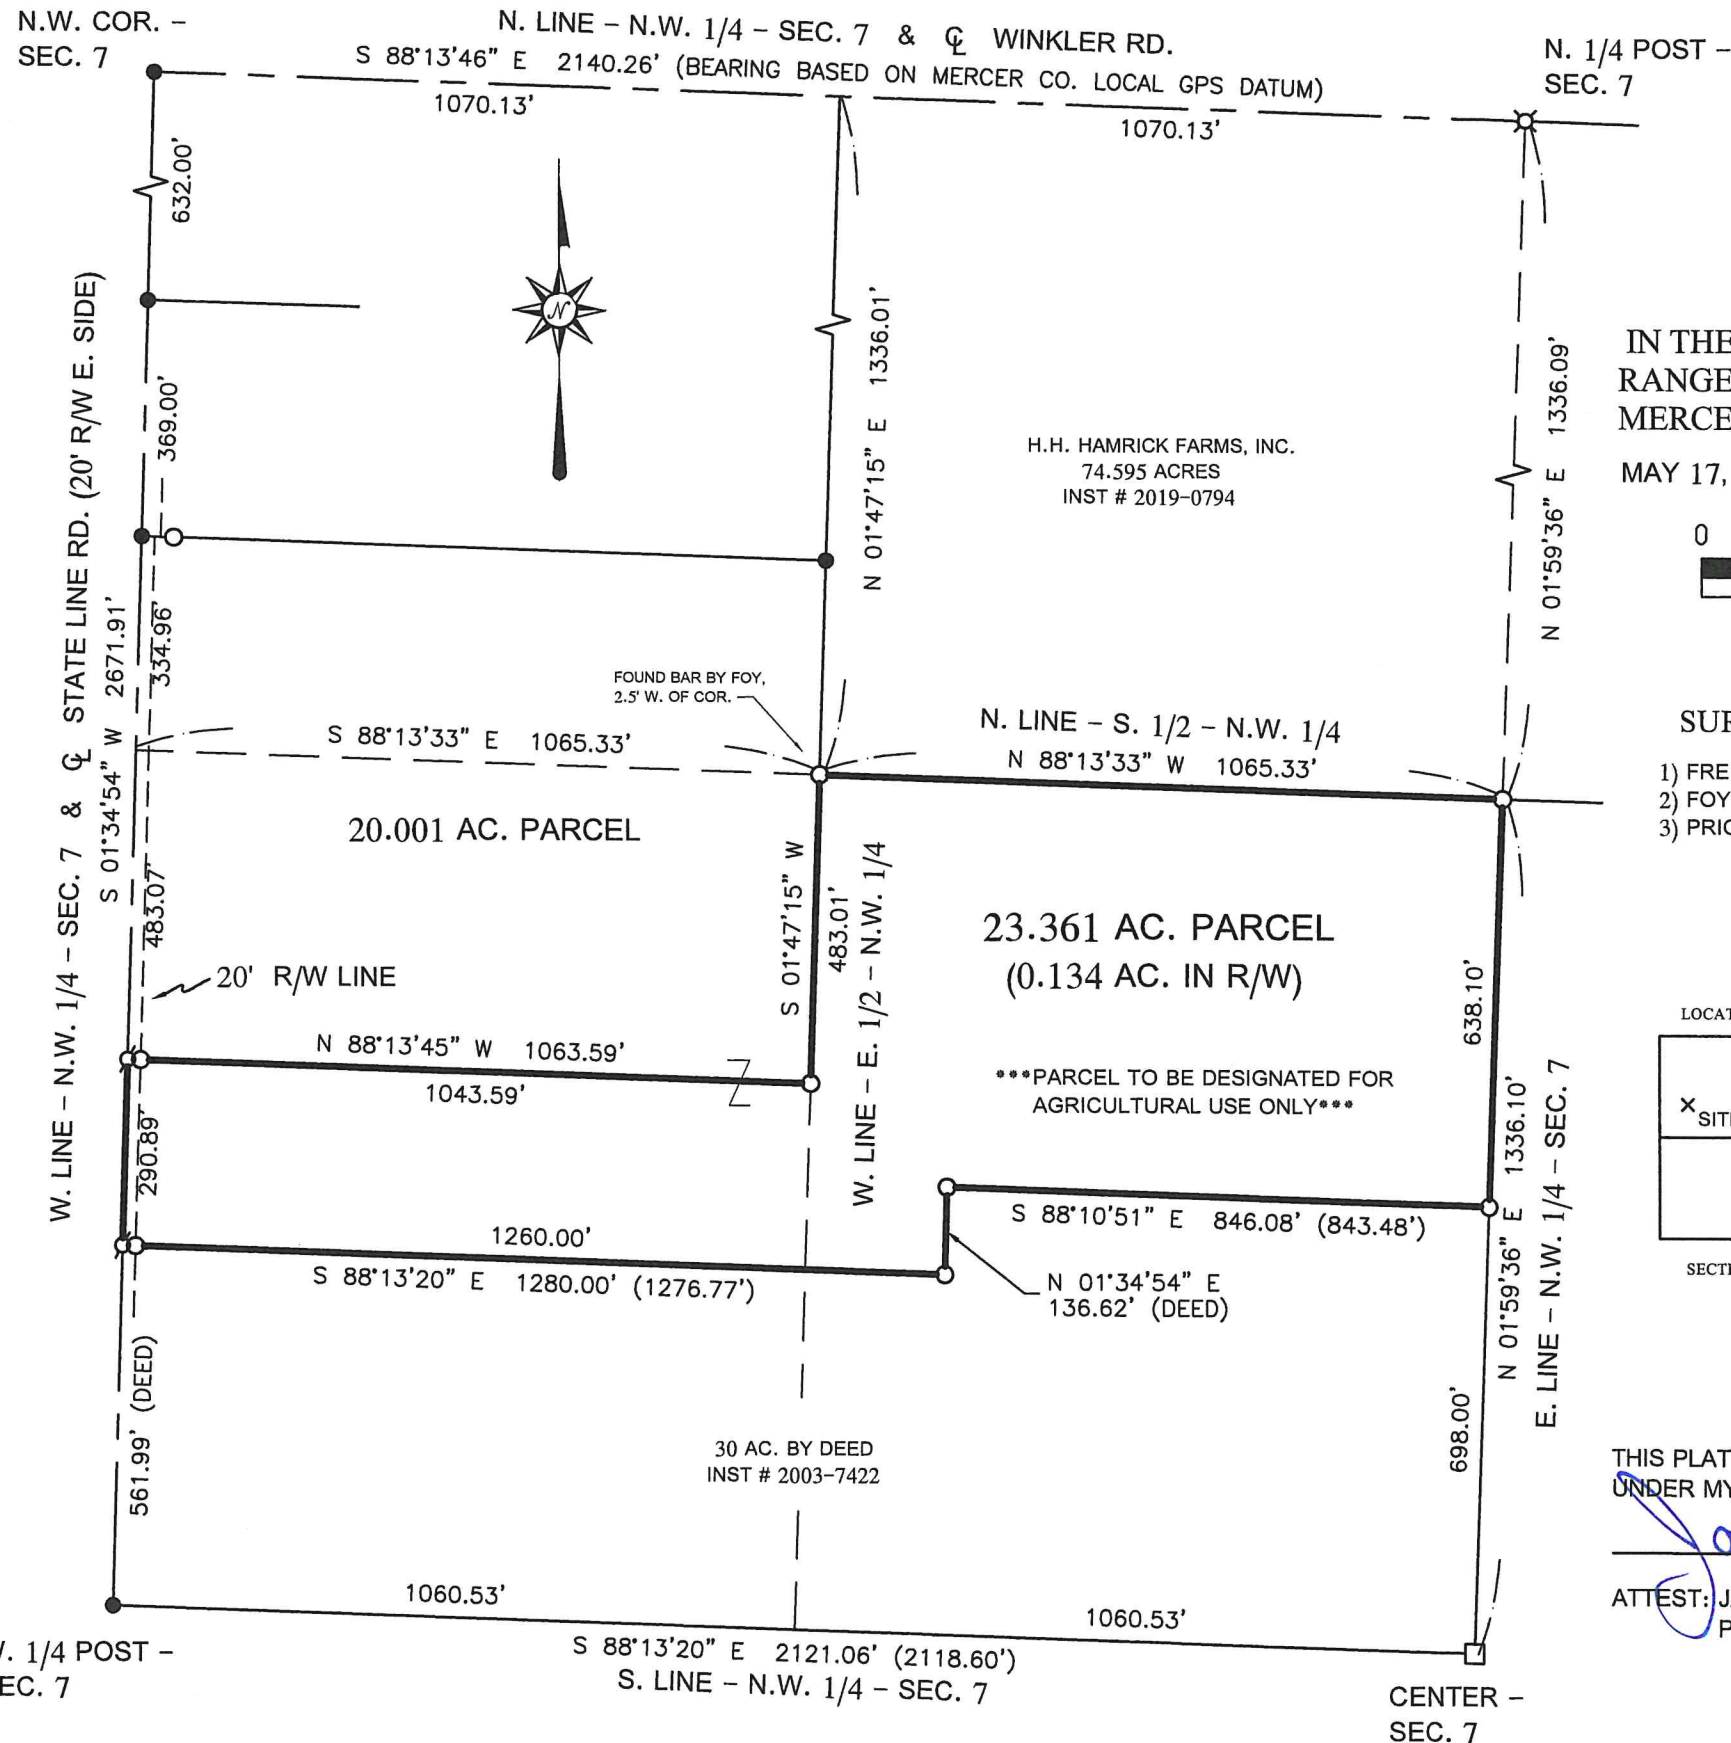 N.W. COR. –
SEC. 7
N. LINE – N.W. 1/4 – SEC. 7 & ℄ WINKLER RD.
S 88°13'46" E 2140.26' (BEARING BASED ON MERCER CO. LOCAL GPS DATUM)
N. 1/4 POST –
SEC. 7
1070.13'
1070.13'
632.00'
369.00'
334.96'
483.07'
290.89'
561.99' (DEED)
W. LINE – N.W. 1/4 – SEC. 7 & ℄ STATE LINE RD. (20' R/W E. SIDE)
S 01°34'54" W 2671.91'
N
N 01°47'15" E 1336.01'
H.H. HAMRICK FARMS, INC.
74.595 ACRES
INST # 2019-0794
N 01°59'36" E 1336.09'
IN THE
RANGE
MERCE
MAY 17,
0
FOUND BAR BY FOY,
2.5' W. OF COR.
S 88°13'33" E 1065.33'
N. LINE – S. 1/2 – N.W. 1/4
N 88°13'33" W 1065.33'
SUR
1) FRE
2) FOY
3) PRIC
20.001 AC. PARCEL
S 01°47'15" W
483.01'
W. LINE – E. 1/2 – N.W. 1/4
23.361 AC. PARCEL
(0.134 AC. IN R/W)
638.10'
20' R/W LINE
N 88°13'45" W 1063.59'
1043.59'
***PARCEL TO BE DESIGNATED FOR
AGRICULTURAL USE ONLY***
LOCAT
× SITE
SECTI
N 01°59'36" E 1336.10'
E. LINE – N.W. 1/4 – SEC. 7
S 88°10'51" E 846.08' (843.48')
1260.00'
S 88°13'20" E 1280.00' (1276.77')
N 01°34'54" E
136.62' (DEED)
698.00'
30 AC. BY DEED
INST # 2003-7422
THIS PLAT
UNDER MY
ATTEST: J
P
1060.53'
1060.53'
S 88°13'20" E 2121.06' (2118.60')
S. LINE – N.W. 1/4 – SEC. 7
. 1/4 POST –
EC. 7
CENTER –
SEC. 7